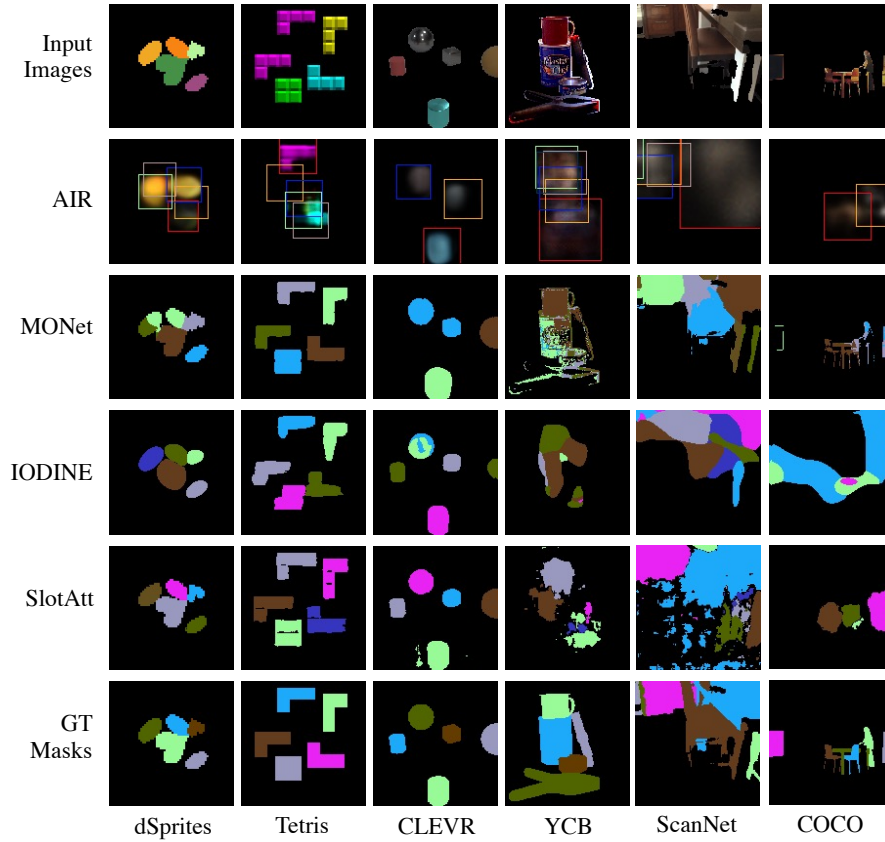 Input
Images
AIR
MONet
IODINE
SlotAtt
GT
Masks
dSprites Tetris CLEVR YCB ScanNet COCO